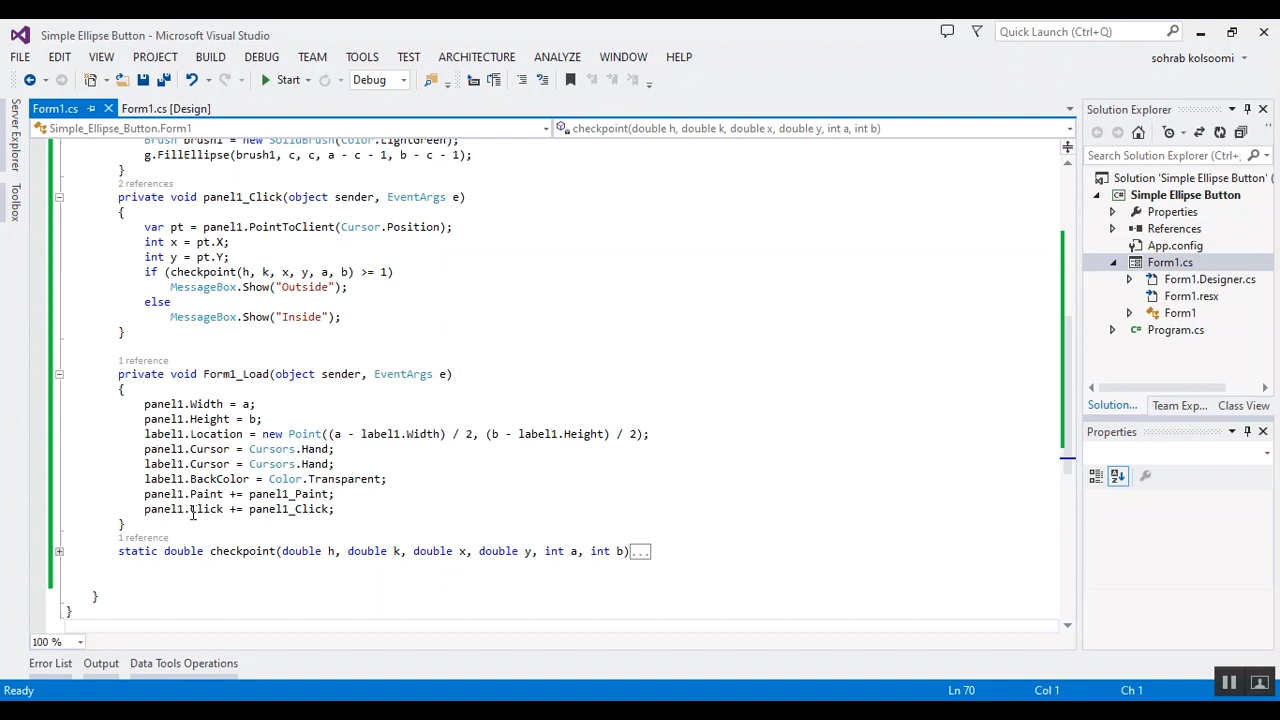 Simple Ellipse Button - Microsoft Visual Studio
Quick Launch (Ctrl+Q)
FILE EDIT VIEW PROJECT BUILD DEBUG TEAM TOOLS TEST ARCHITECTURE ANALYZE WINDOW HELP
sohrab kolsoomi
Start Debug
Server Explorer
Toolbox
Form1.cs Form1.cs [Design]
Simple_Ellipse_Button.Form1
checkpoint(double h, double k, double x, double y, int a, int b)
Brush brush1 = new SolidBrush(Color.LightGreen);
g.FillEllipse(brush1, c, c, a - c - 1, b - c - 1);
}
2 references
private void panel1_Click(object sender, EventArgs e)
{
var pt = panel1.PointToClient(Cursor.Position);
int x = pt.X;
int y = pt.Y;
if (checkpoint(h, k, x, y, a, b) >= 1)
MessageBox.Show("Outside");
else
MessageBox.Show("Inside");
}
1 reference
private void Form1_Load(object sender, EventArgs e)
{
panel1.Width = a;
panel1.Height = b;
label1.Location = new Point((a - label1.Width) / 2, (b - label1.Height) / 2);
panel1.Cursor = Cursors.Hand;
label1.Cursor = Cursors.Hand;
label1.BackColor = Color.Transparent;
panel1.Paint += panel1_Paint;
panel1.Click += panel1_Click;
}
1 reference
static double checkpoint(double h, double k, double x, double y, int a, int b)...
}
}
100 %
Error List Output Data Tools Operations
Ready Ln 70 Col 1 Ch 1
Solution Explorer
Search Solution Explorer (Ctrl+;
Solution 'Simple Ellipse Button' (
Simple Ellipse Button
Properties
References
App.config
Form1.cs
Form1.Designer.cs
Form1.resx
Form1
Program.cs
Solution... Team Exp... Class View
Properties